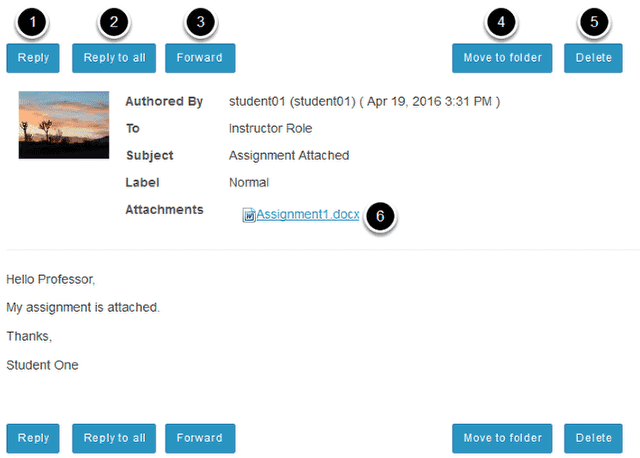 1 2 3 4 5
Reply Reply to all Forward Move to folder Delete
Authored By student01 (student01) ( Apr 19, 2016 3:31 PM )
To Instructor Role
Subject Assignment Attached
Label Normal
Attachments Assignment1.docx 6
Hello Professor,
My assignment is attached.
Thanks,
Student One
Reply Reply to all Forward Move to folder Delete